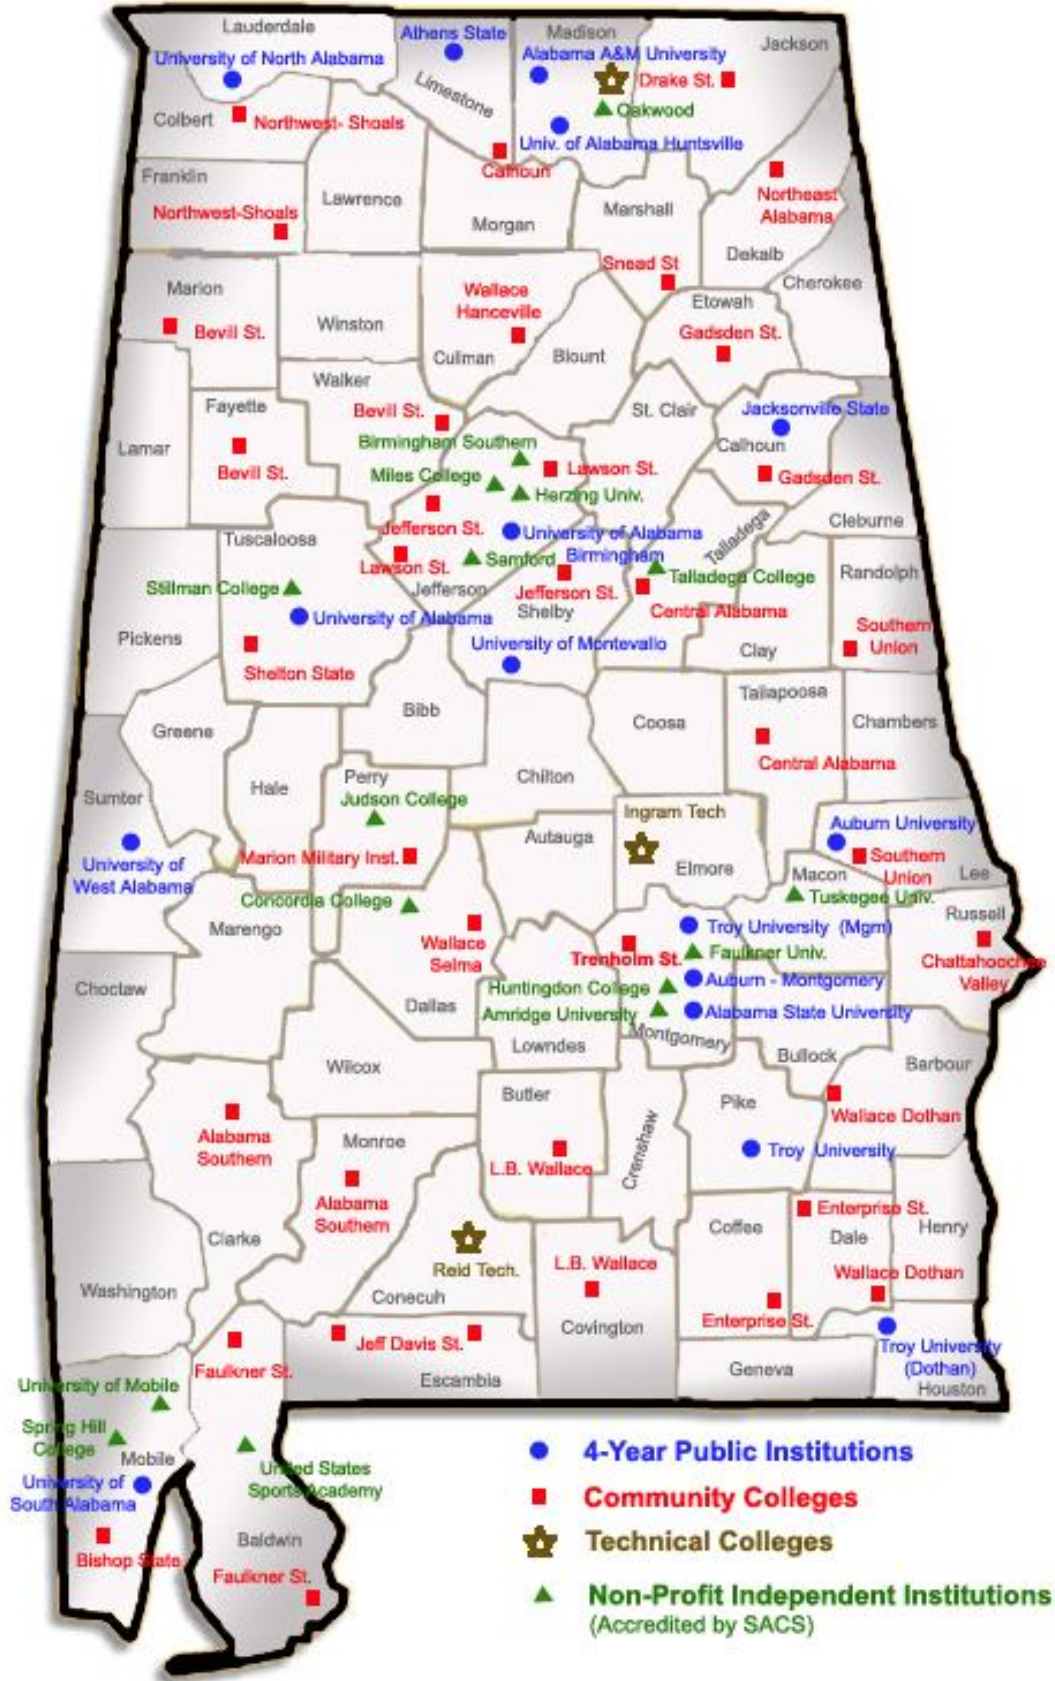 Lauderdale
Athens State
Madison
Jackson
University of North Alabama
Alabama A&M University
Drake St.
Limestone
Oakwood
Colbert
Northwest- Shoals
Univ. of Alabama Huntsville
Calhoun
Franklin
Lawrence
Northeast
Alabama
Northwest-Shoals
Marshall
Morgan
Dekalb
Snead St
Cherokee
Marion
Wallace
Hanceville
Etowah
Bevill St.
Winston
Gadsden St.
Cullman
Blount
Walker
Fayette
Bevill St.
St. Clair
Jacksonville State
Lamar
Birmingham Southern
Calhoun
Bevill St.
Miles College
Lawson St.
Gadsden St.
Herzing Univ.
Jefferson St.
University of Alabama
Birmingham
Talladega
Cleburne
Tuscaloosa
Lawson St.
Samford
Talladega College
Randolph
Stillman College
Jefferson
Jefferson St.
Shelby
Central Alabama
University of Alabama
Southern
Union
Pickens
University of Montevallo
Clay
Shelton State
Tallapoosa
Bibb
Coosa
Chambers
Greene
Central Alabama
Perry
Chilton
Hale
Judson College
Sumter
Ingram Tech
Autauga
Auburn University
University of
West Alabama
Marion Military Inst.
Elmore
Southern
Union
Macon
Lee
Concordia College
Tuskegee Univ.
Russell
Marengo
Wallace
Selma
Troy University (Mgm)
Trenholm St.
Faulkner Univ.
Chattahoochee
Valley
Choctaw
Huntingdon College
Auburn - Montgomery
Dallas
Amridge University
Alabama State University
Montgomery
Lowndes
Bullock
Wilcox
Barbour
Butler
Pike
Wallace Dothan
Alabama
Southern
Monroe
Crenshaw
Troy University
L.B. Wallace
Alabama
Southern
Enterprise St.
Clarke
Coffee
Dale
Henry
Reid Tech.
L.B. Wallace
Wallace Dothan
Washington
Conecuh
Enterprise St.
Covington
Jeff Davis St.
Troy University
(Dothan)
Faulkner St.
Escambia
Geneva
Houston
University of Mobile
Spring Hill
College
Mobile
United States
Sports Academy
University of
South Alabama
Baldwin
Bishop State
Faulkner St.
4-Year Public Institutions
Community Colleges
Technical Colleges
Non-Profit Independent Institutions
(Accredited by SACS)